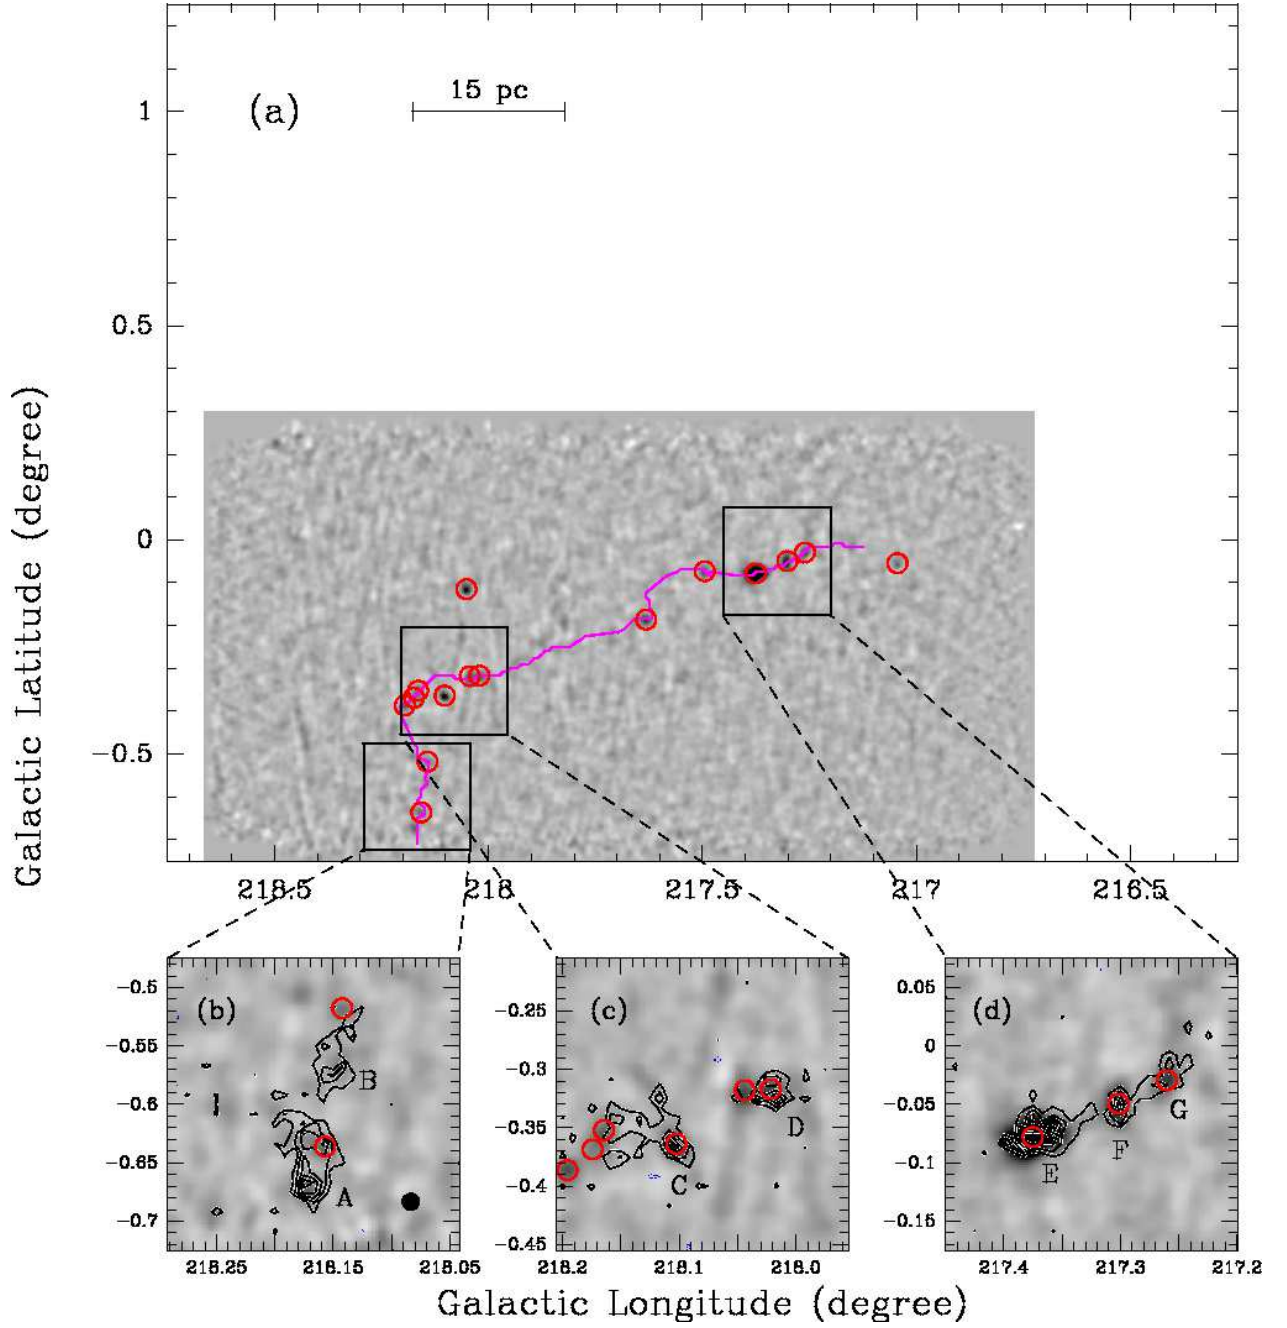 (a)
15 pc
1
0.5
0
−0.5
Galactic Latitude (degree)
218.5 218 217.5 217 216.5
(b)
−0.5
−0.55
−0.6
−0.65
−0.7
B
A
218.25 218.15 218.05
(c)
−0.25
−0.3
−0.35
−0.4
−0.45
D
C
218.2 218.1 218.0
(d)
0.05
0
−0.05
−0.1
−0.15
G
F
E
217.4 217.3 217.2
Galactic Longitude (degree)